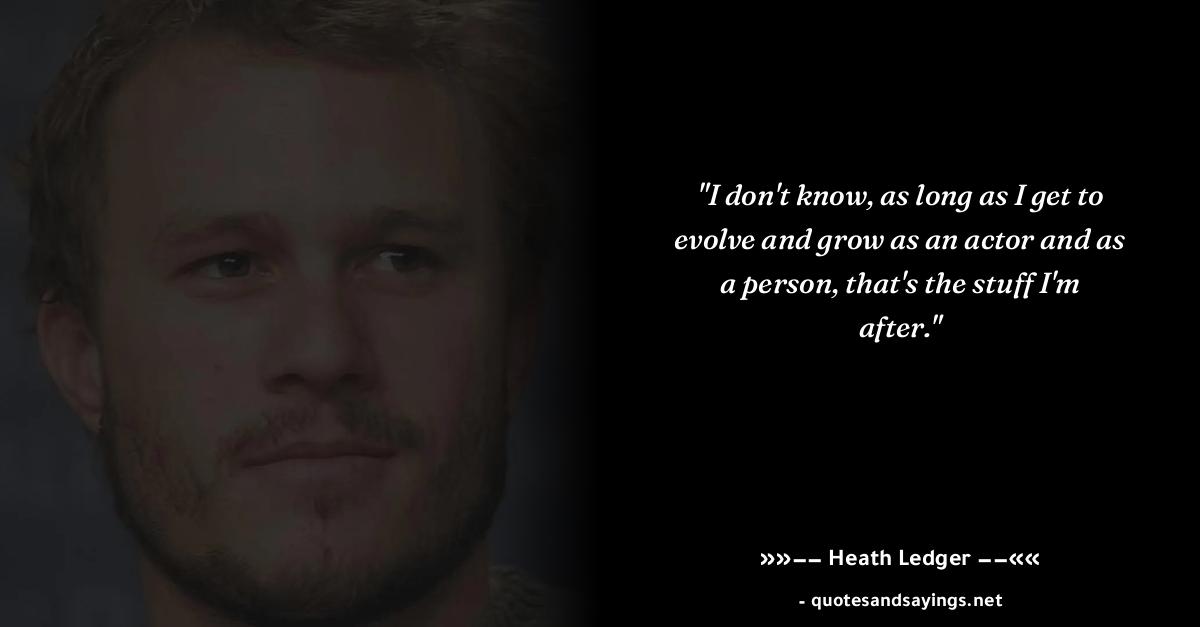 "I don't know, as long as I get to
evolve and grow as an actor and as
a person, that's the stuff I'm
after."
»»−− Heath Ledger −−««
- quotesandsayings.net